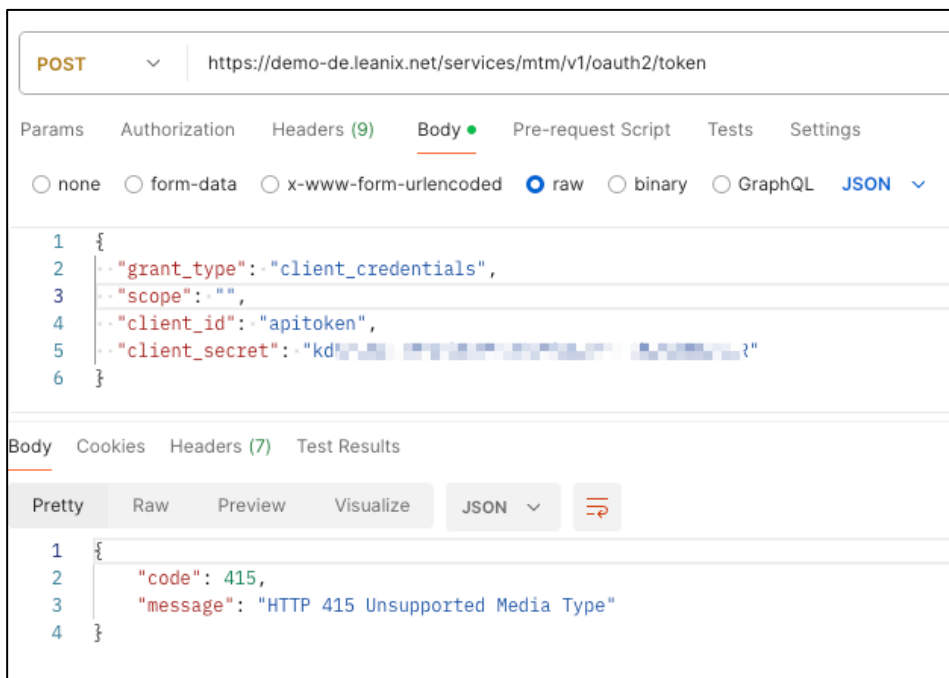 POST https://demo-de.leanix.net/services/mtm/v1/oauth2/token
Params Authorization Headers (9) Body Pre-request Script Tests Settings
none form-data x-www-form-urlencoded raw binary GraphQL JSON
1 {
2 "grant_type": "client_credentials",
3 "scope": "",
4 "client_id": "apitoken",
5 "client_secret": "kd R"
6 }
Body Cookies Headers (7) Test Results
Pretty Raw Preview Visualize JSON
1 {
2 "code": 415,
3 "message": "HTTP 415 Unsupported Media Type"
4 }